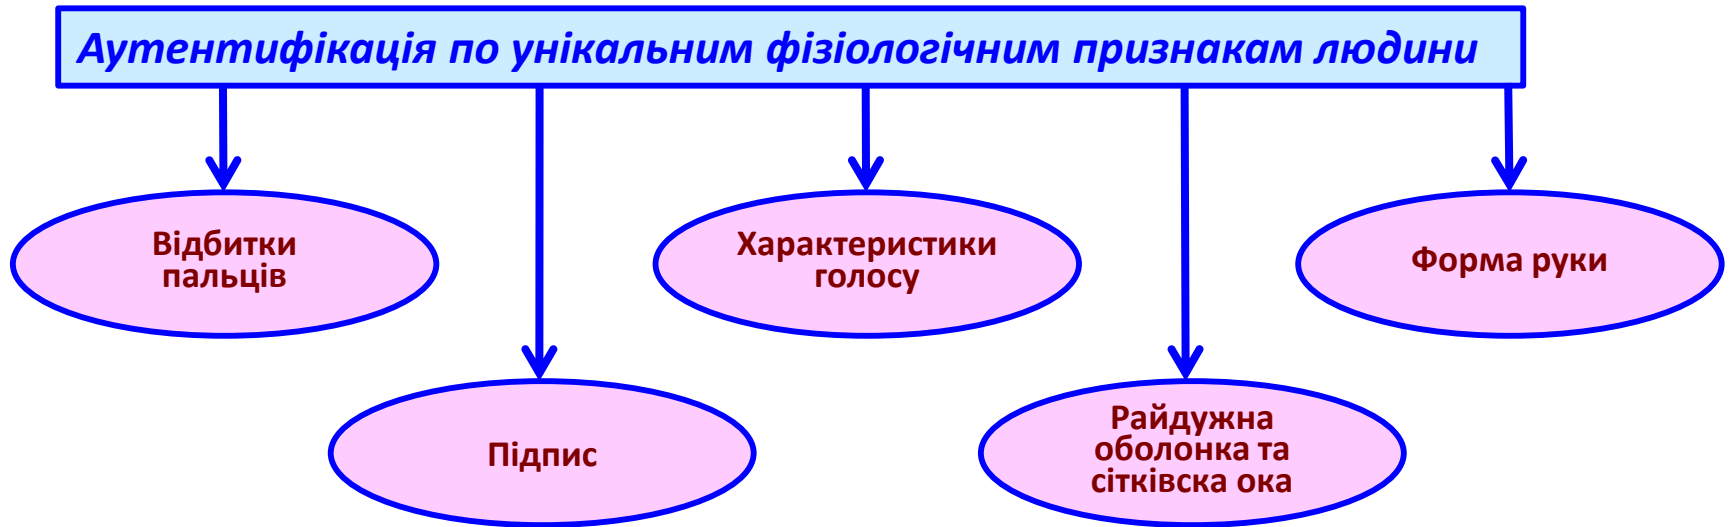 Аутентифікація по унікальним фізіологічним признакам людини
Відбитки
пальців
Характеристики
голосу
Форма руки
Підпис
Райдужна
оболонка та
сітківска ока